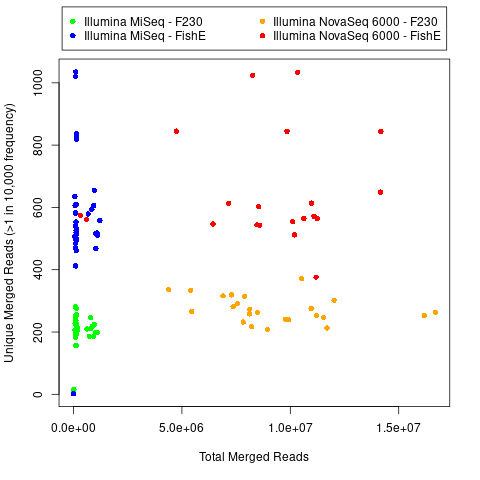 Illumina MiSeq - F230 Illumina NovaSeq 6000 - F230
Illumina MiSeq - FishE Illumina NovaSeq 6000 - FishE
Unique Merged Reads (>1 in 10,000 frequency)
1000
800
600
400
200
0
0.0e+00 5.0e+06 1.0e+07 1.5e+07
Total Merged Reads